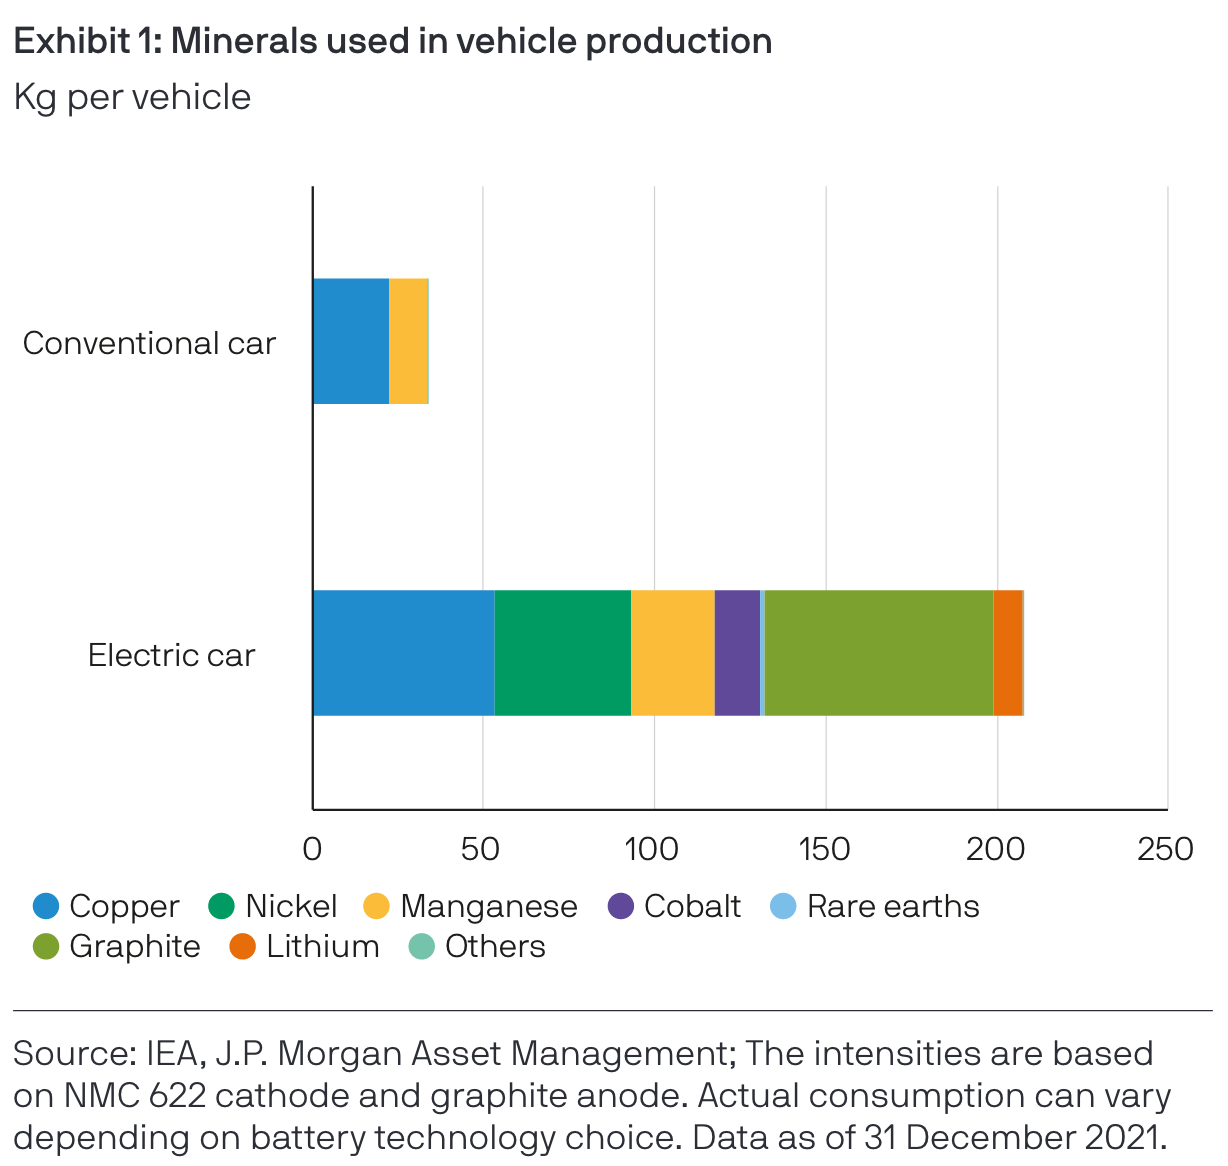 Exhibit 1: Minerals used in vehicle production
Kg per vehicle
Conventional car
Electric car
0 50 100 150 200 250
Copper Nickel Manganese Cobalt Rare earths
Graphite Lithium Others
Source: IEA, J.P. Morgan Asset Management; The intensities are based
on NMC 622 cathode and graphite anode. Actual consumption can vary
depending on battery technology choice. Data as of 31 December 2021.